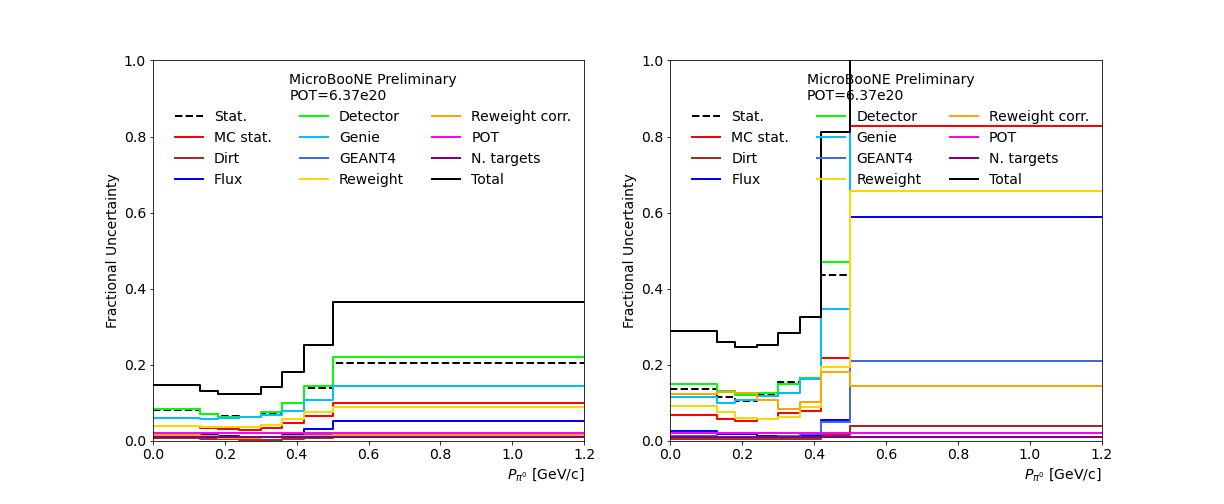 MicroBooNE Preliminary
POT=6.37e20
Stat. Detector Reweight corr.
MC stat. Genie POT
Dirt GEANT4 N. targets
Flux Reweight Total
Fractional Uncertainty
1.0
0.8
0.6
0.4
0.2
0.0
0.0 0.2 0.4 0.6 0.8 1.0 1.2
P_{π⁰} [GeV/c]
MicroBooNE Preliminary
POT=6.37e20
Stat. Detector Reweight corr.
MC stat. Genie POT
Dirt GEANT4 N. targets
Flux Reweight Total
Fractional Uncertainty
1.0
0.8
0.6
0.4
0.2
0.0
0.0 0.2 0.4 0.6 0.8 1.0 1.2
P_{π⁰} [GeV/c]